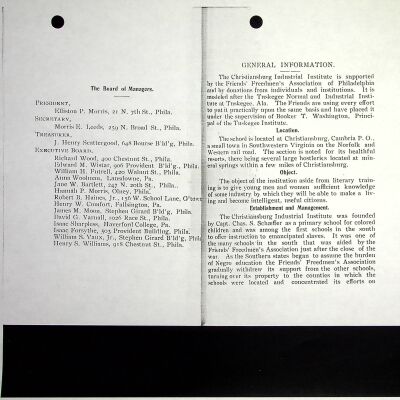 The Board of Managers.
PRESIDENT,
Elliston P. Morris, 21 N. 7th St., Phila.
SECRETARY,
Morris E. Leeds, 259 N. Broad St., Phila.
TREASURER,
J. Henry Scattergood, 648 Bourse B'ld'g, Phila.
EXECUTIVE BOARD,
Richard Wood, 400 Chestnut St., Phila.
Edward M. Wistar, 906 Provident B'ld'g, Phila.
William H. Futrell, 420 Walnut St., Phila.
Anna Woolman, Lansdowne, Pa.
Jane W. Bartlett, 243 N. 20th St., Phila.
Hannah P. Morris, Olney, Phila.
Robert B. Haines, Jr., 156 W. School Lane, G'town
Henry W. Comfort, Fallsington, Pa.
James M. Moon, Stephen Girard B'ld'g, Phila.
David G. Yarnall, 1026 Race St., Phila.
Isaac Sharpless, Haverford College, Pa.
Isaac Forsythe, 903 Provident Building, Phila.
William S. Vaux, Jr., Stephen Girard B'ld'g, Phila
Henry S. Williams, 918 Chestnut St., Phila.
GENERAL INFORMATION.
The Christiansburg Industrial Institute is supported
by the Friends' Freedmen's Association of Philadelphia
and by donations from individuals and institutions. It is
modeled after the Tuskegee Normal and Industrial Insti-
tute at Tuskegee, Ala. The Friends are using every effort
to put it practically upon the same basis and have placed it
under the supervision of Booker T. Washington, Princi-
pal of the Tuskegee Institute.
Location.
The school is located at Christiansburg, Cambria P. O.,
a small town in Southwestern Virginia on the Norfolk and
Western rail road. The section is noted for its healthful
resorts, there being several large hostelries located at min-
eral springs within a few miles of Christiansburg.
Object.
The object of the institution aside from literary train-
ing is to give young men and women sufficient knowledge
of some industry by which they will be able to make a liv-
ing and become intelligent, useful citizens.
Establishment and Management.
The Christiansburg Industrial Institute was founded
by Capt. Chas. S. Schaeffer as a primary school for colored
children and was among the first schools in the south
to offer instruction to emancipated slaves. It was one of
the many schools in the south that was aided by the
Friends' Freedmen's Association just after the close of the
war. As the Southern states began to assume the burden
of Negro education the Friends' Freedmen's Association
gradually withdrew its support from the other schools,
turning over its property to the counties in which the
schools were located and concentrated its efforts on